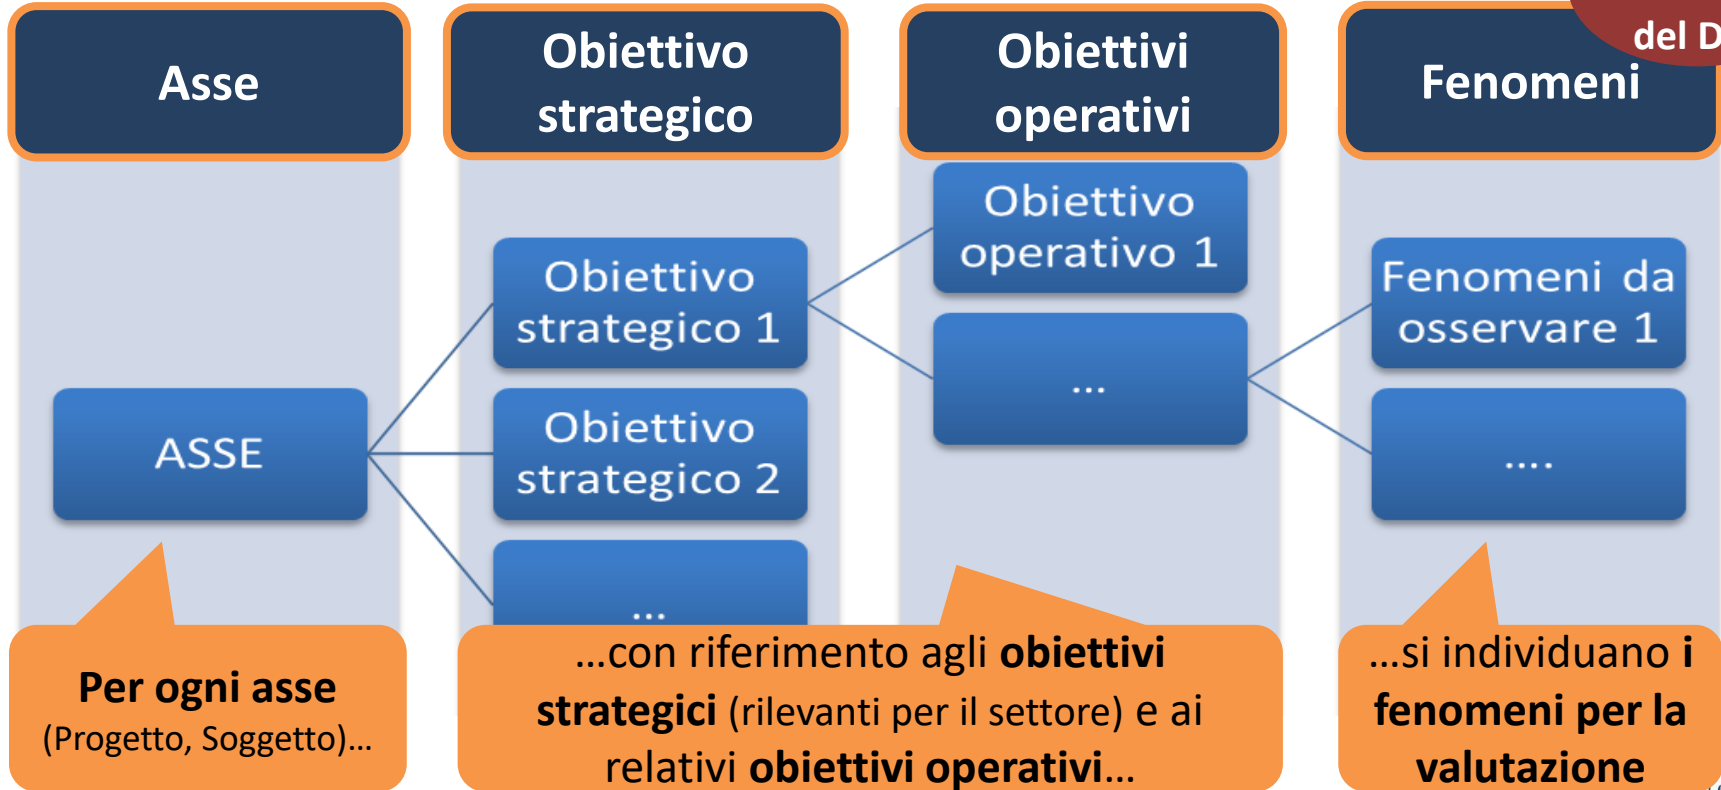 del D
Asse
Obiettivo
strategico
Obiettivi
operativi
Fenomeni
Obiettivo
operativo 1
Obiettivo
strategico 1
Fenomeni da
osservare 1
...
ASSE
Obiettivo
strategico 2
....
...
Per ogni asse
(Progetto, Soggetto)...
...con riferimento agli obiettivi
strategici (rilevanti per il settore) e ai
relativi obiettivi operativi...
...si individuano i
fenomeni per la
valutazione